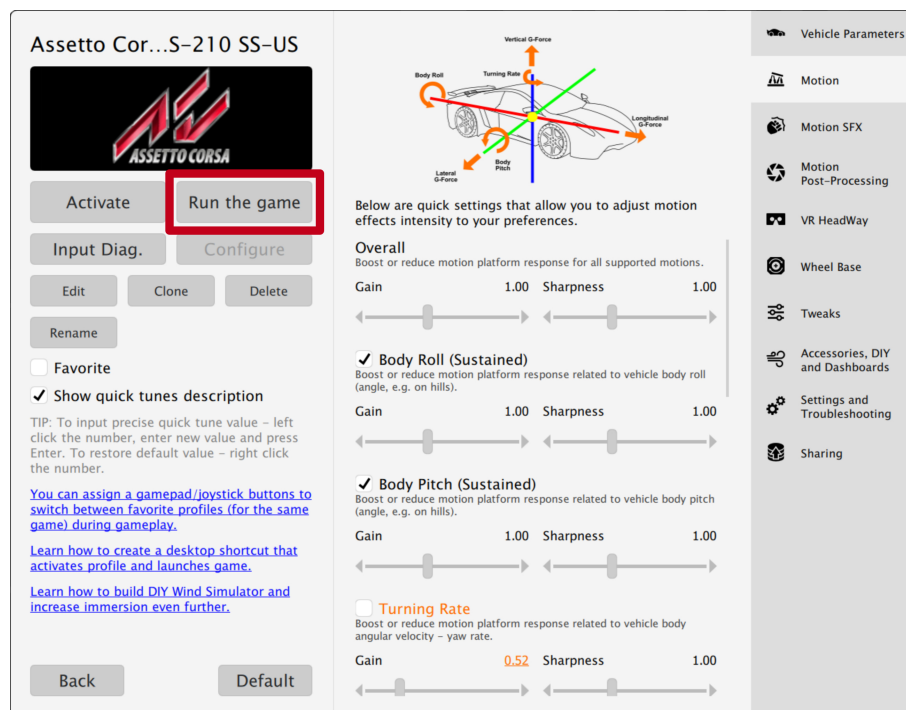 Assetto Cor...S-210 SS-US
ASSETTO CORSA
Activate
Run the game
Input Diag.
Configure
Edit
Clone
Delete
Rename
Favorite
Show quick tunes description
TIP: To input precise quick tune value – left
click the number, enter new value and press
Enter. To restore default value – right click
the number.
You can assign a gamepad/joystick buttons to
switch between favorite profiles (for the same
game) during gameplay.
Learn how to create a desktop shortcut that
activates profile and launches game.
Learn how to build DIY Wind Simulator and
increase immersion even further.
Back
Default
Vertical G-Force
Body Roll
Turning Rate
Longitudinal
G-Force
Lateral
G-Force
Body
Pitch
Below are quick settings that allow you to adjust motion
effects intensity to your preferences.
Overall
Boost or reduce motion platform response for all supported motions.
Gain 1.00 Sharpness 1.00
Body Roll (Sustained)
Boost or reduce motion platform response related to vehicle body roll
(angle, e.g. on hills).
Gain 1.00 Sharpness 1.00
Body Pitch (Sustained)
Boost or reduce motion platform response related to vehicle body pitch
(angle, e.g. on hills).
Gain 1.00 Sharpness 1.00
Turning Rate
Boost or reduce motion platform response related to vehicle body
angular velocity – yaw rate.
Gain 0.52 Sharpness 1.00
Vehicle Parameters
Motion
Motion SFX
Motion
Post-Processing
VR HeadWay
Wheel Base
Tweaks
Accessories, DIY
and Dashboards
Settings and
Troubleshooting
Sharing